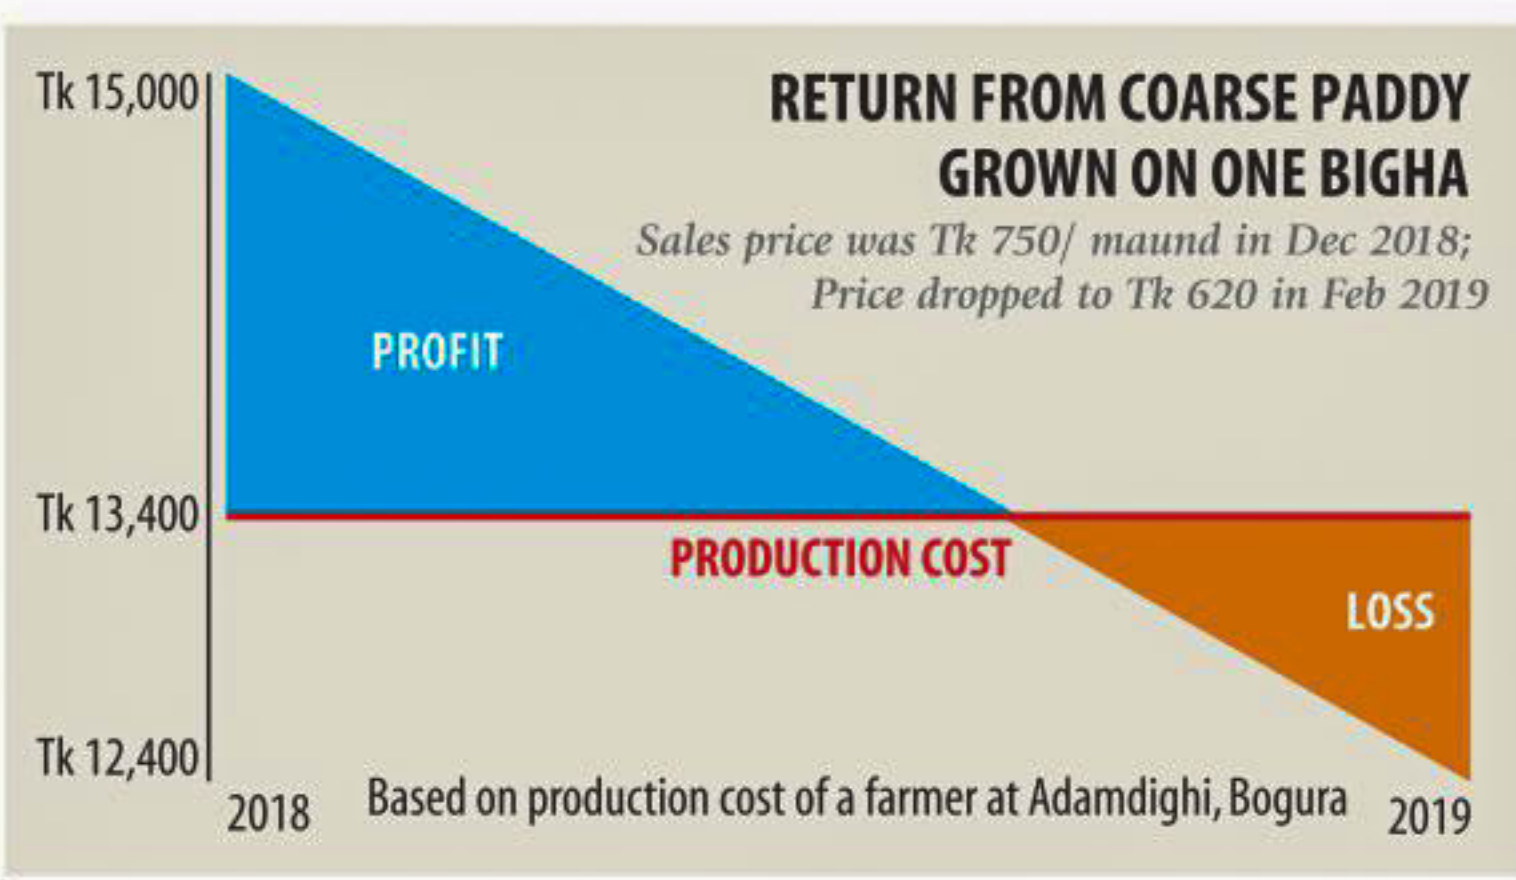 RETURN FROM COARSE PADDY
GROWN ON ONE BIGHA
Sales price was Tk 750/ maund in Dec 2018;
Price dropped to Tk 620 in Feb 2019
Tk 15,000
PROFIT
Tk 13,400
PRODUCTION COST
LOSS
Tk 12,400
2018
Based on production cost of a farmer at Adamdighi, Bogura
2019